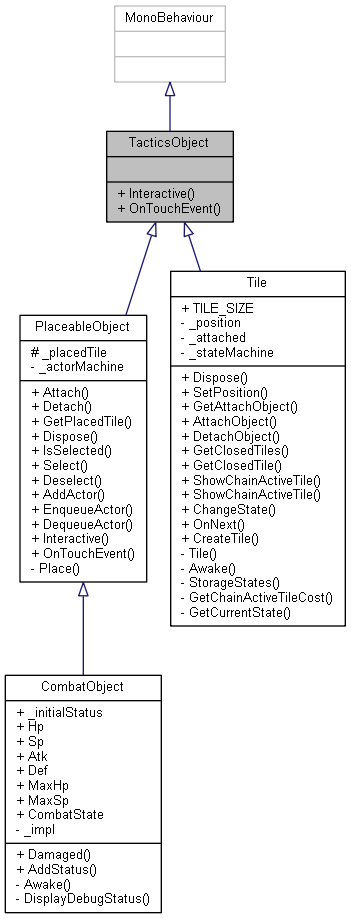 MonoBehaviour
TacticsObject
+ Interactive()
+ OnTouchEvent()
PlaceableObject
# _placedTile
- _actorMachine
+ Attach()
+ Detach()
+ GetPlacedTile()
+ Dispose()
+ IsSelected()
+ Select()
+ Deselect()
+ AddActor()
+ EnqueueActor()
+ DequeueActor()
+ Interactive()
+ OnTouchEvent()
- Place()
Tile
+ TILE_SIZE
- _position
- _attached
- _stateMachine
+ Dispose()
+ SetPosition()
+ GetAttachObject()
+ AttachObject()
+ DetachObject()
+ GetClosedTiles()
+ GetClosedTile()
+ ShowChainActiveTile()
+ ShowChainActiveTile()
+ ChangeState()
+ OnNext()
+ CreateTile()
- Tile()
- Awake()
- StorageStates()
- GetChainActiveTileCost()
- GetCurrentState()
CombatObject
+ _initialStatus
+ Hp
+ Sp
+ Atk
+ Def
+ MaxHp
+ MaxSp
+ CombatState
- _impl
+ Damaged()
+ AddStatus()
- Awake()
- DisplayDebugStatus()